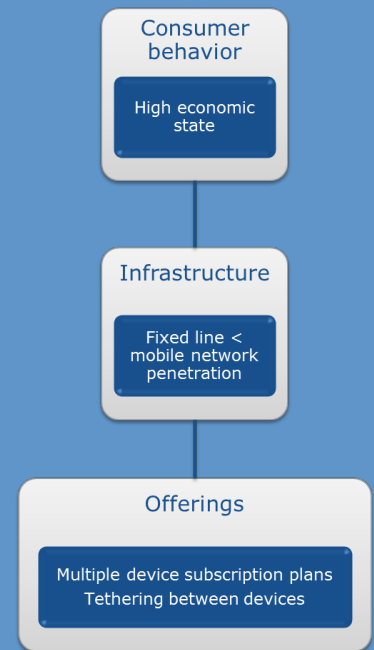 Consumer
behavior
High economic
state
Infrastructure
Fixed line <
mobile network
penetration
Offerings
Multiple device subscription plans
Tethering between devices